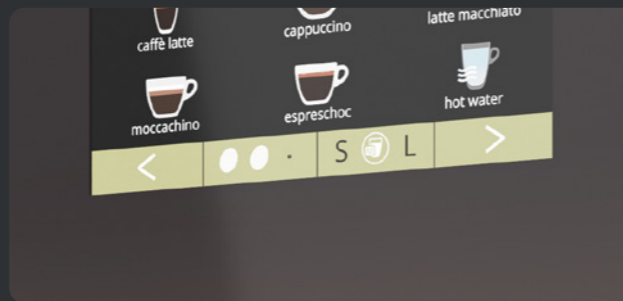 caffè latte
cappuccino
latte macchiato
moccachino
espreschoc
hot water
< S L >